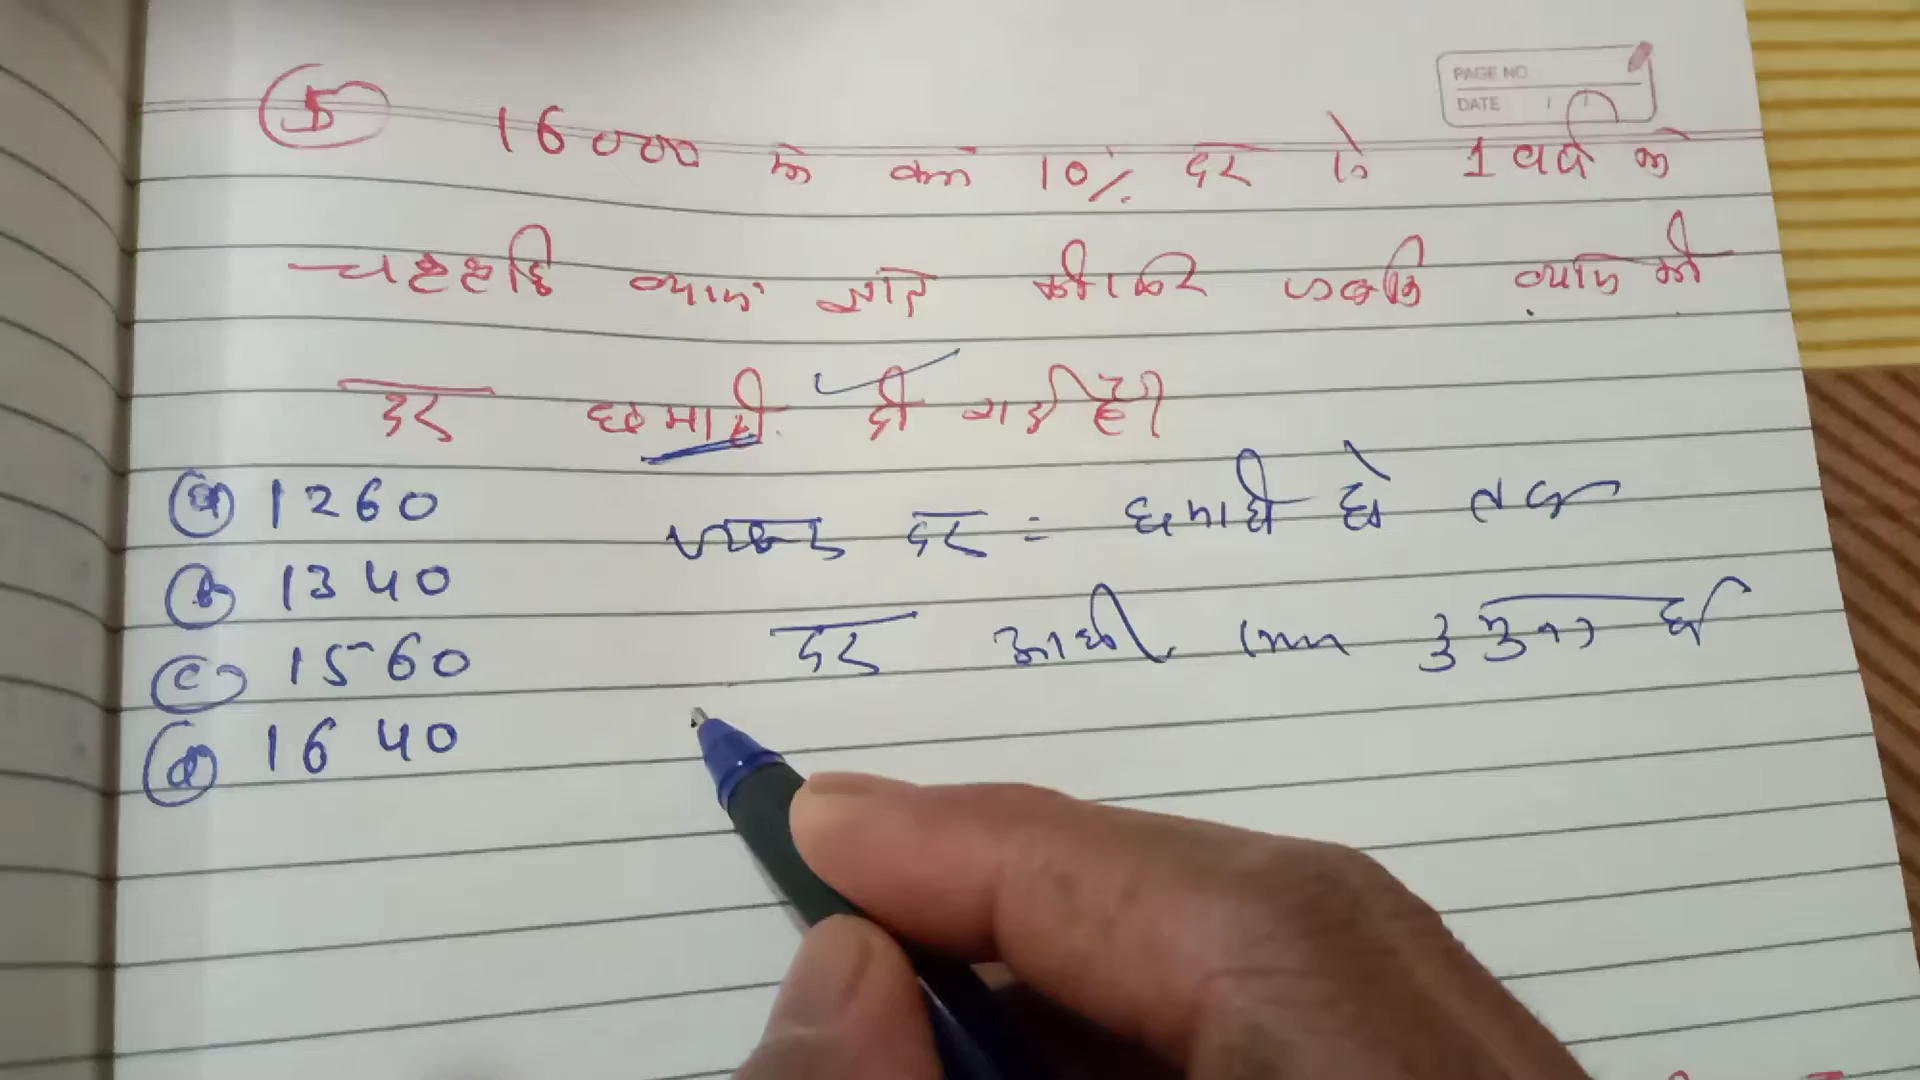 PAGE NO
DATE / /
5 16000 के का 10% दर से 1 वर्ष का
चक्रवृद्धि ब्याज ज्ञात कीजिए जबकि ब्याज की
दर छमाही दी गई है।
a 1260
दर = छमाही हो तब
b 1340
दर आधी
c 1560
d 1640